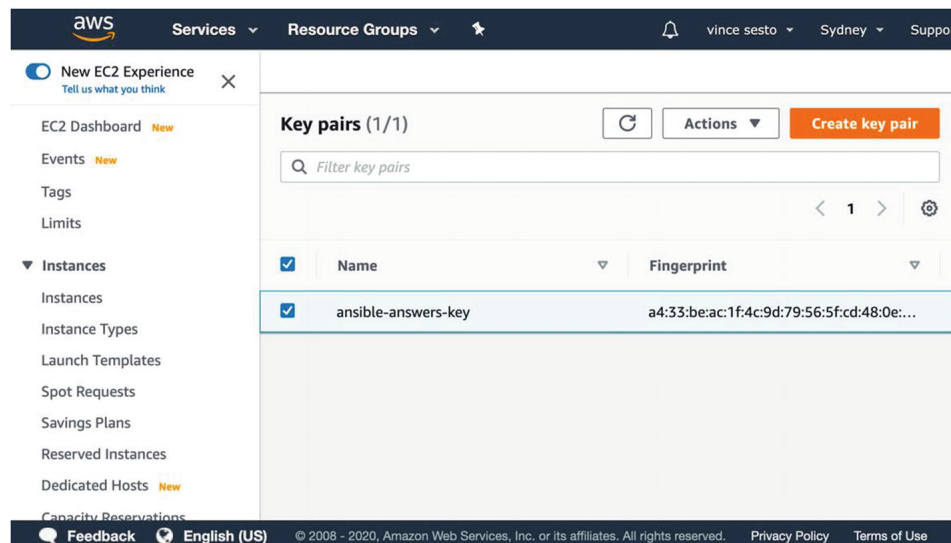 aws Services Resource Groups vince sesto Sydney Suppo
New EC2 Experience
Tell us what you think
EC2 Dashboard New
Events New
Tags
Limits
Instances
Instances
Instance Types
Launch Templates
Spot Requests
Savings Plans
Reserved Instances
Dedicated Hosts New
Capacity Reservations
Key pairs (1/1) Actions Create key pair
Filter key pairs
1
Name Fingerprint
ansible-answers-key a4:33:be:ac:1f:4c:9d:79:56:5f:cd:48:0e:...
Feedback English (US) © 2008 - 2020, Amazon Web Services, Inc. or its affiliates. All rights reserved. Privacy Policy Terms of Use